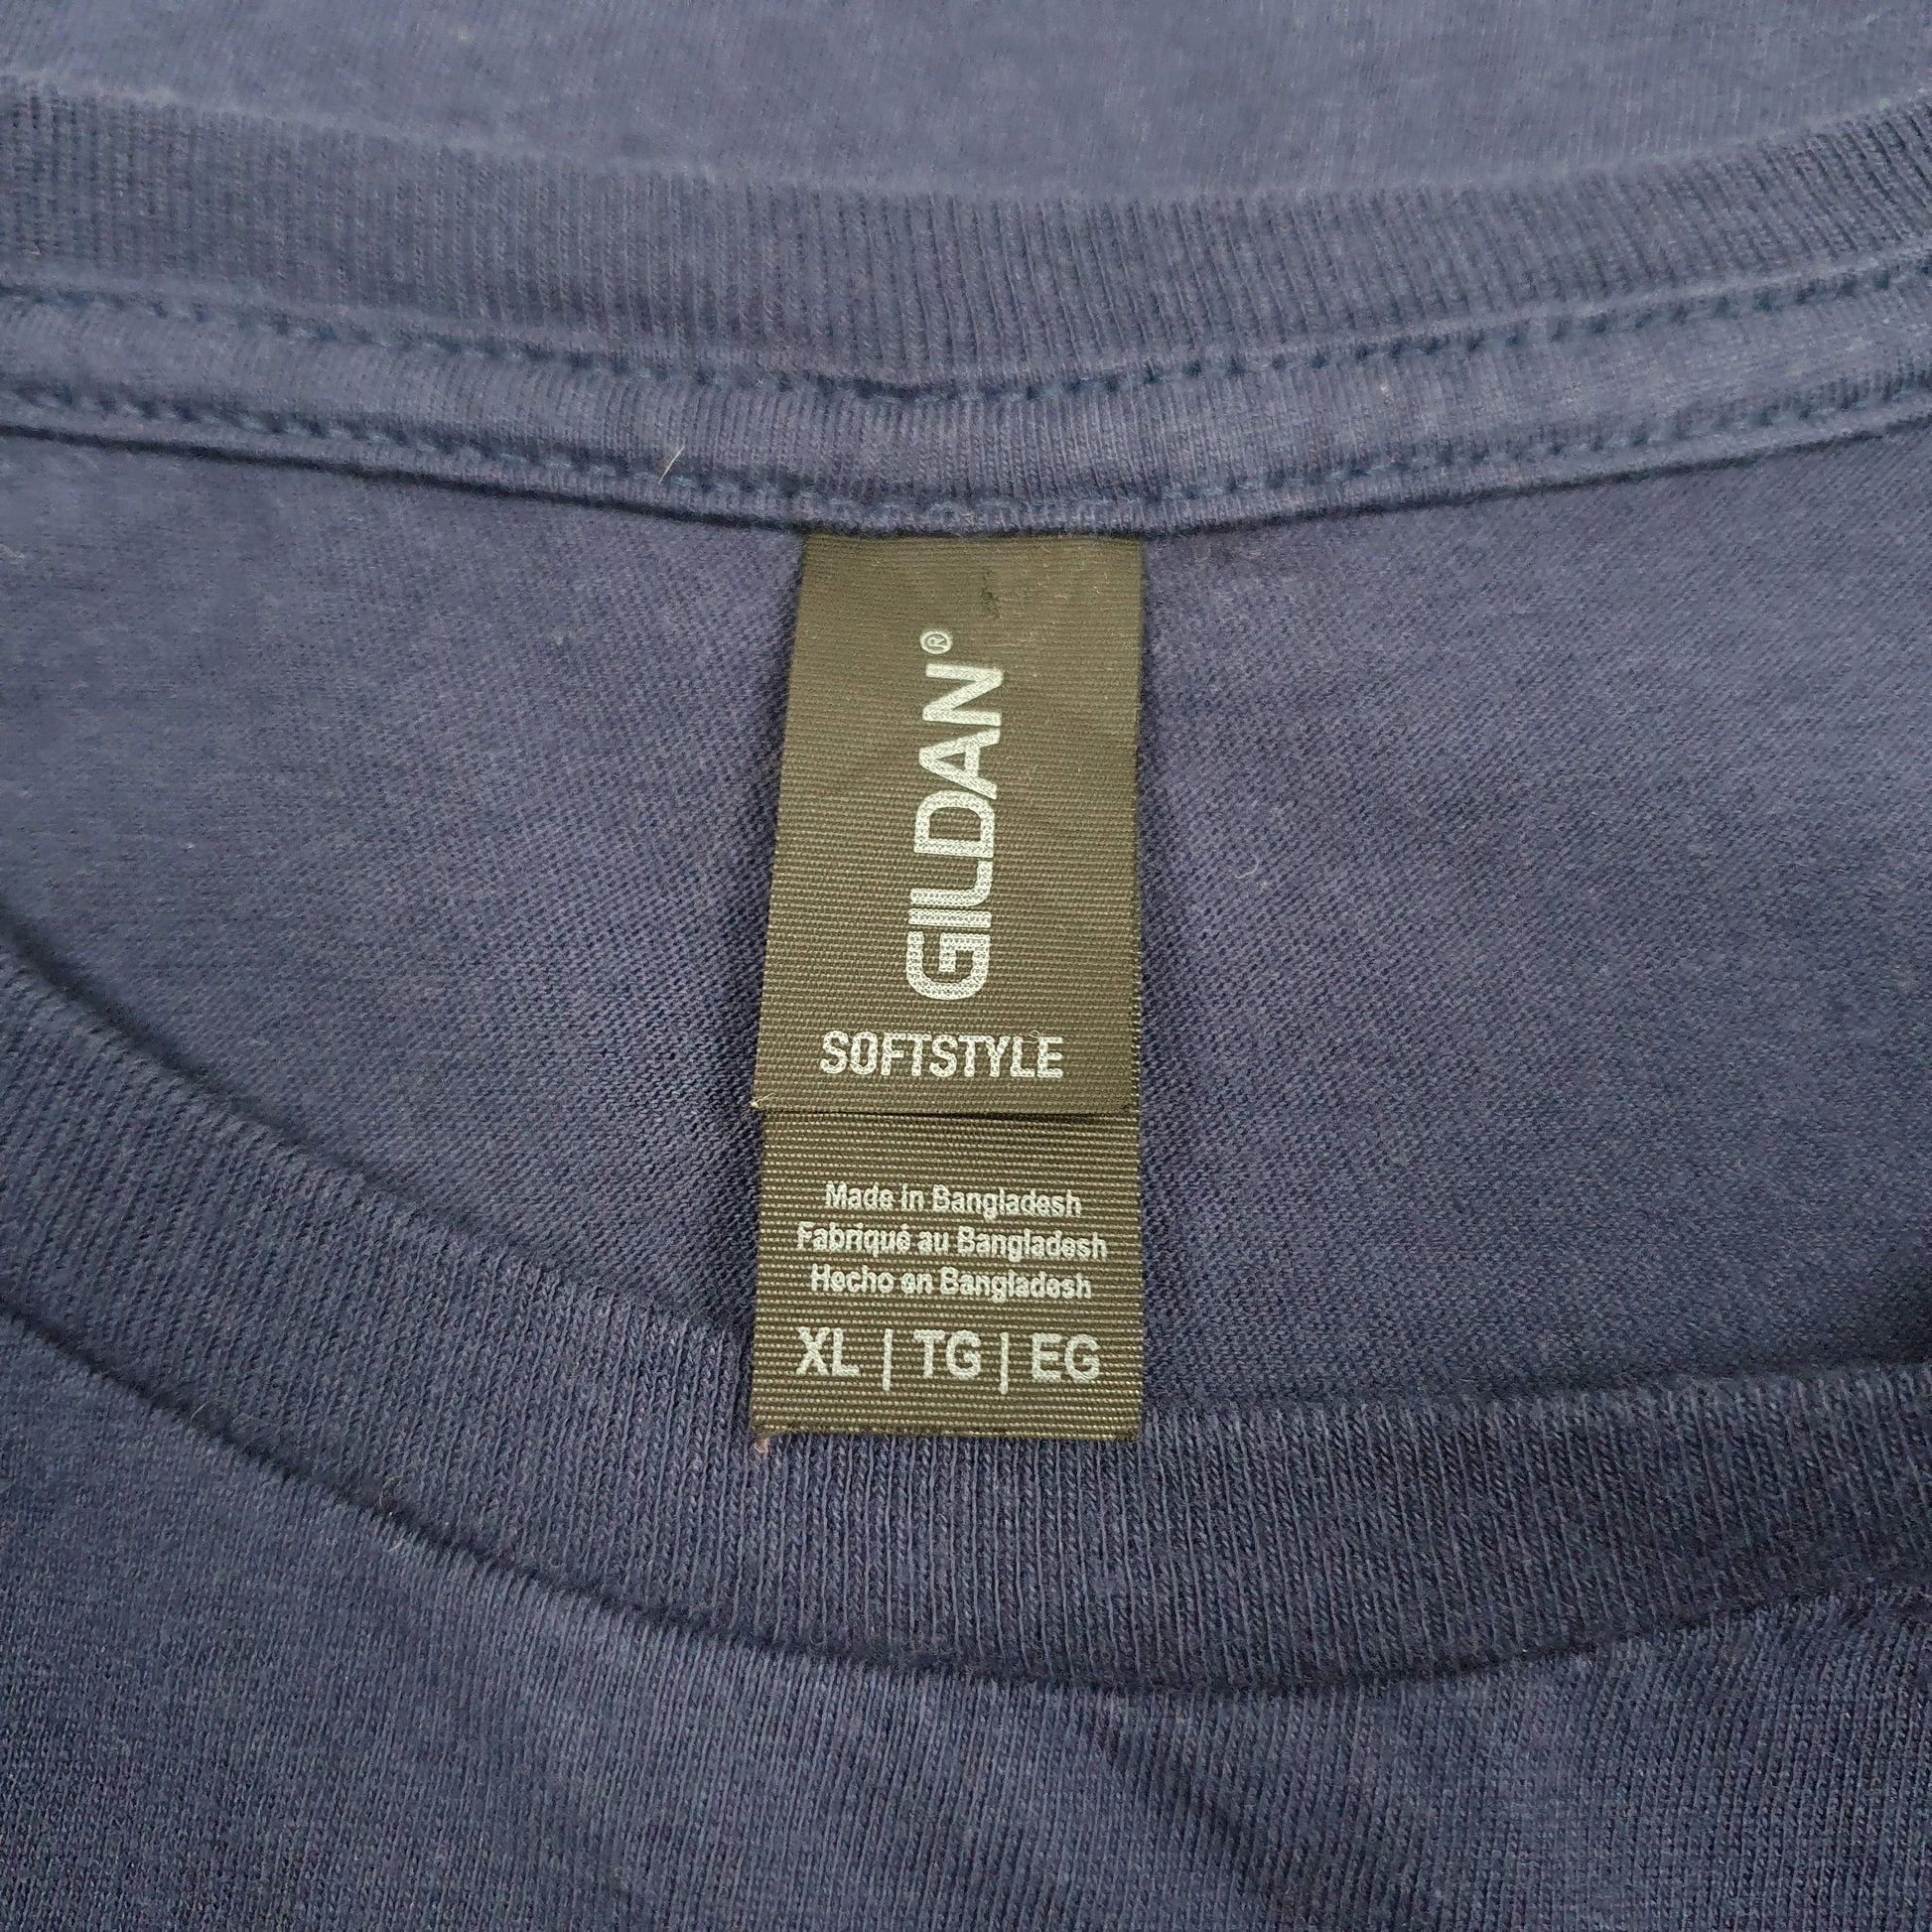 GILDAN®
SOFTSTYLE
Made in Bangladesh
Fabriqué au Bangladesh
Hecho en Bangladesh
XL | TG | EG